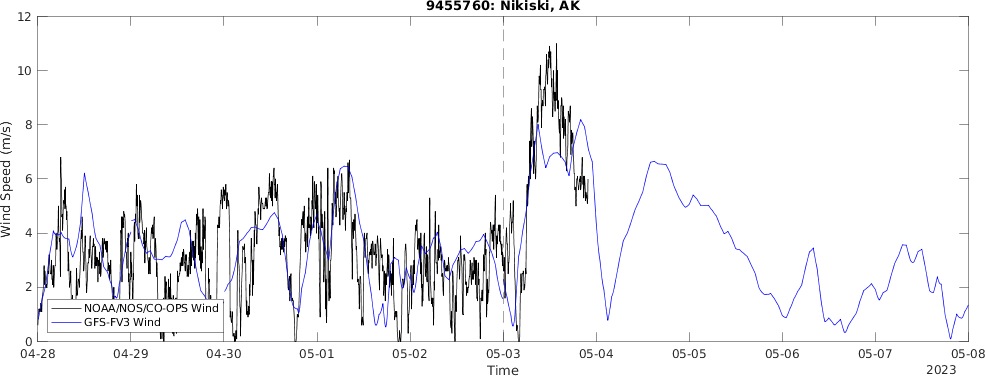 9455760: Nikiski, AK
12
10
8
6
4
2
0
Wind Speed (m/s)
NOAA/NOS/CO-OPS Wind
GFS-FV3 Wind
04-28 04-29 04-30 05-01 05-02 05-03 05-04 05-05 05-06 05-07 05-08
Time
2023